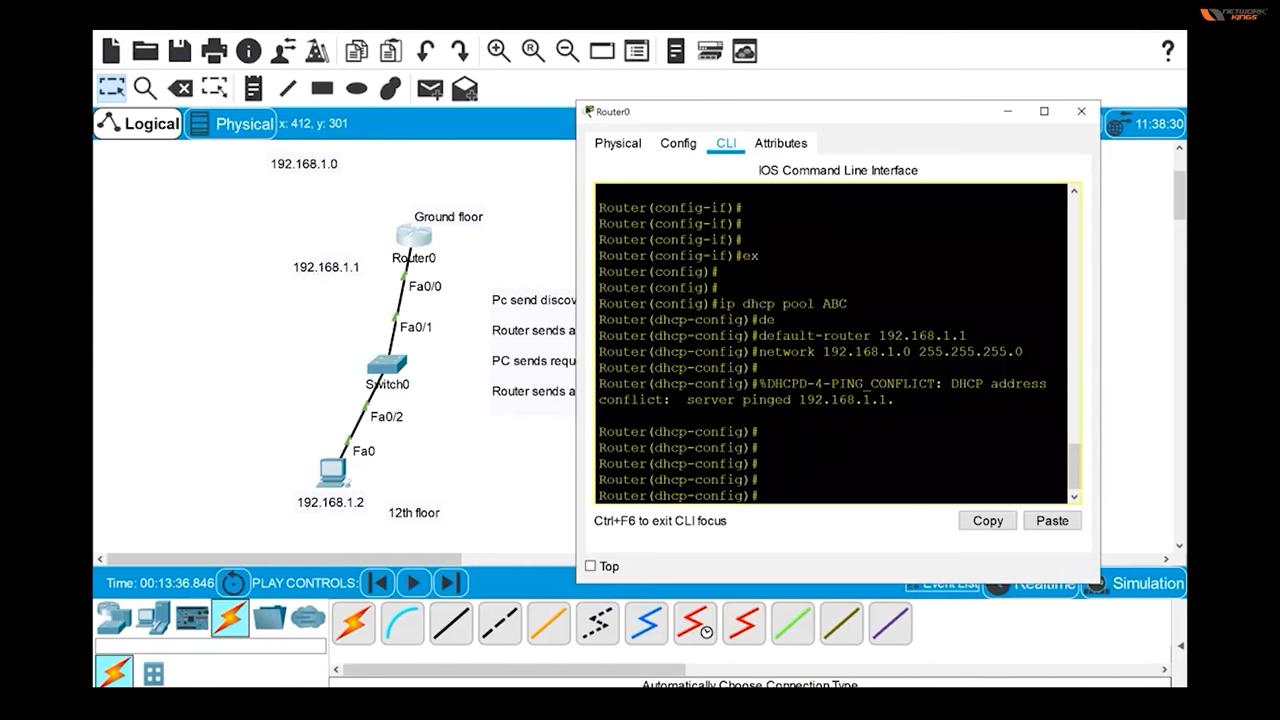 NETWORK
KINGS
?
Logical
Physical
x: 412, y: 301
11:38:30
192.168.1.0
Ground floor
Router0
192.168.1.1
Fa0/0
Fa0/1
Switch0
Fa0/2
Fa0
192.168.1.2
12th floor
Pc send discov
Router sends a
PC sends requ
Router sends a
Router0
Physical
Config
CLI
Attributes
IOS Command Line Interface
Router(config-if)#
Router(config-if)#
Router(config-if)#
Router(config-if)#ex
Router(config)#
Router(config)#
Router(config)#ip dhcp pool ABC
Router(dhcp-config)#de
Router(dhcp-config)#default-router 192.168.1.1
Router(dhcp-config)#network 192.168.1.0 255.255.255.0
Router(dhcp-config)#
Router(dhcp-config)#%DHCPD-4-PING_CONFLICT: DHCP address
conflict:  server pinged 192.168.1.1.
Router(dhcp-config)#
Router(dhcp-config)#
Router(dhcp-config)#
Router(dhcp-config)#
Router(dhcp-config)#
Ctrl+F6 to exit CLI focus
Copy
Paste
Top
Time: 00:13:36.846
PLAY CONTROLS:
Event List
Realtime
Simulation
Automatically Choose Connection Type